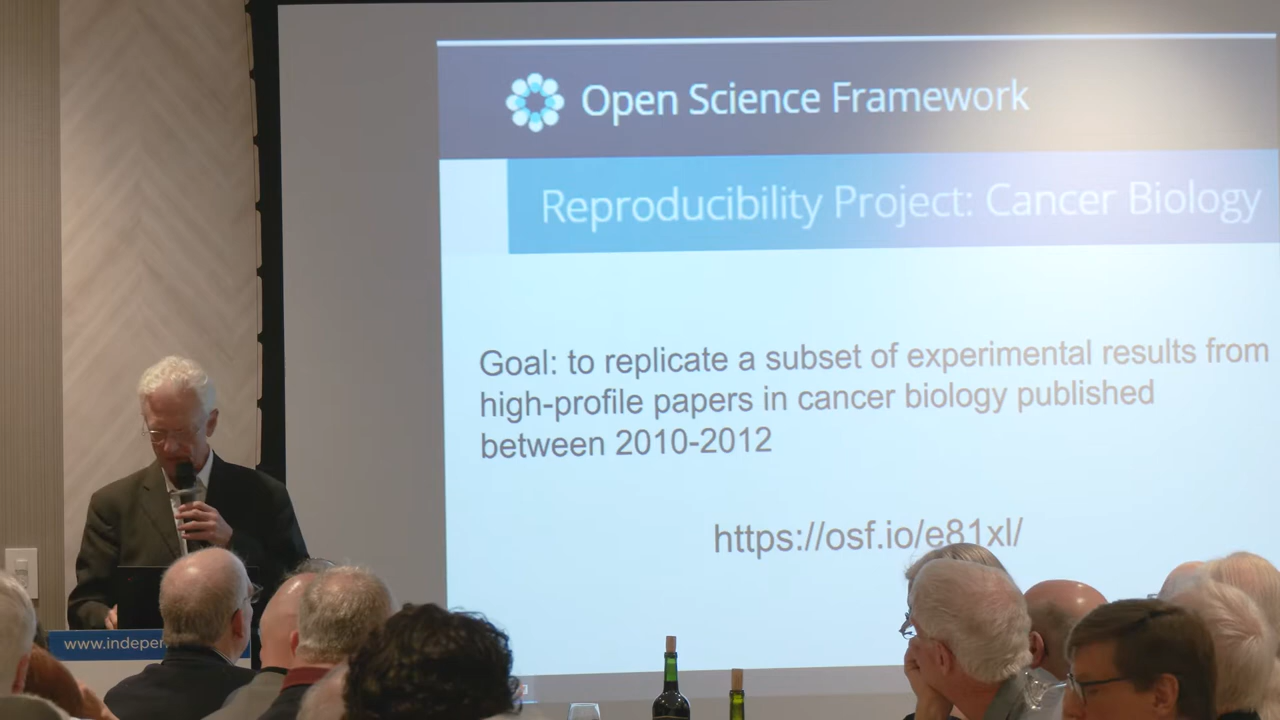 Open Science Framework
Reproducibility Project: Cancer Biology
Goal: to replicate a subset of experimental results from
high-profile papers in cancer biology published
between 2010-2012
https://osf.io/e81xl/
www.indepen